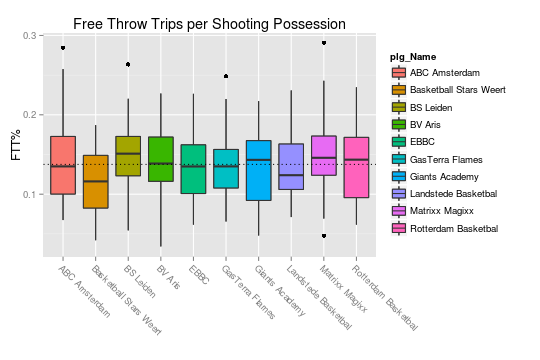 Free Throw Trips per Shooting Possession
FTT%
0.3
0.2
0.1
ABC Amsterdam
Basketball Stars Weert
BS Leiden
BV Aris
EBBC
GasTerra Flames
Giants Academy
Landstede Basketbal
Matrixx Magixx
Rotterdam Basketbal
plg_Name
ABC Amsterdam
Basketball Stars Weert
BS Leiden
BV Aris
EBBC
GasTerra Flames
Giants Academy
Landstede Basketbal
Matrixx Magixx
Rotterdam Basketbal